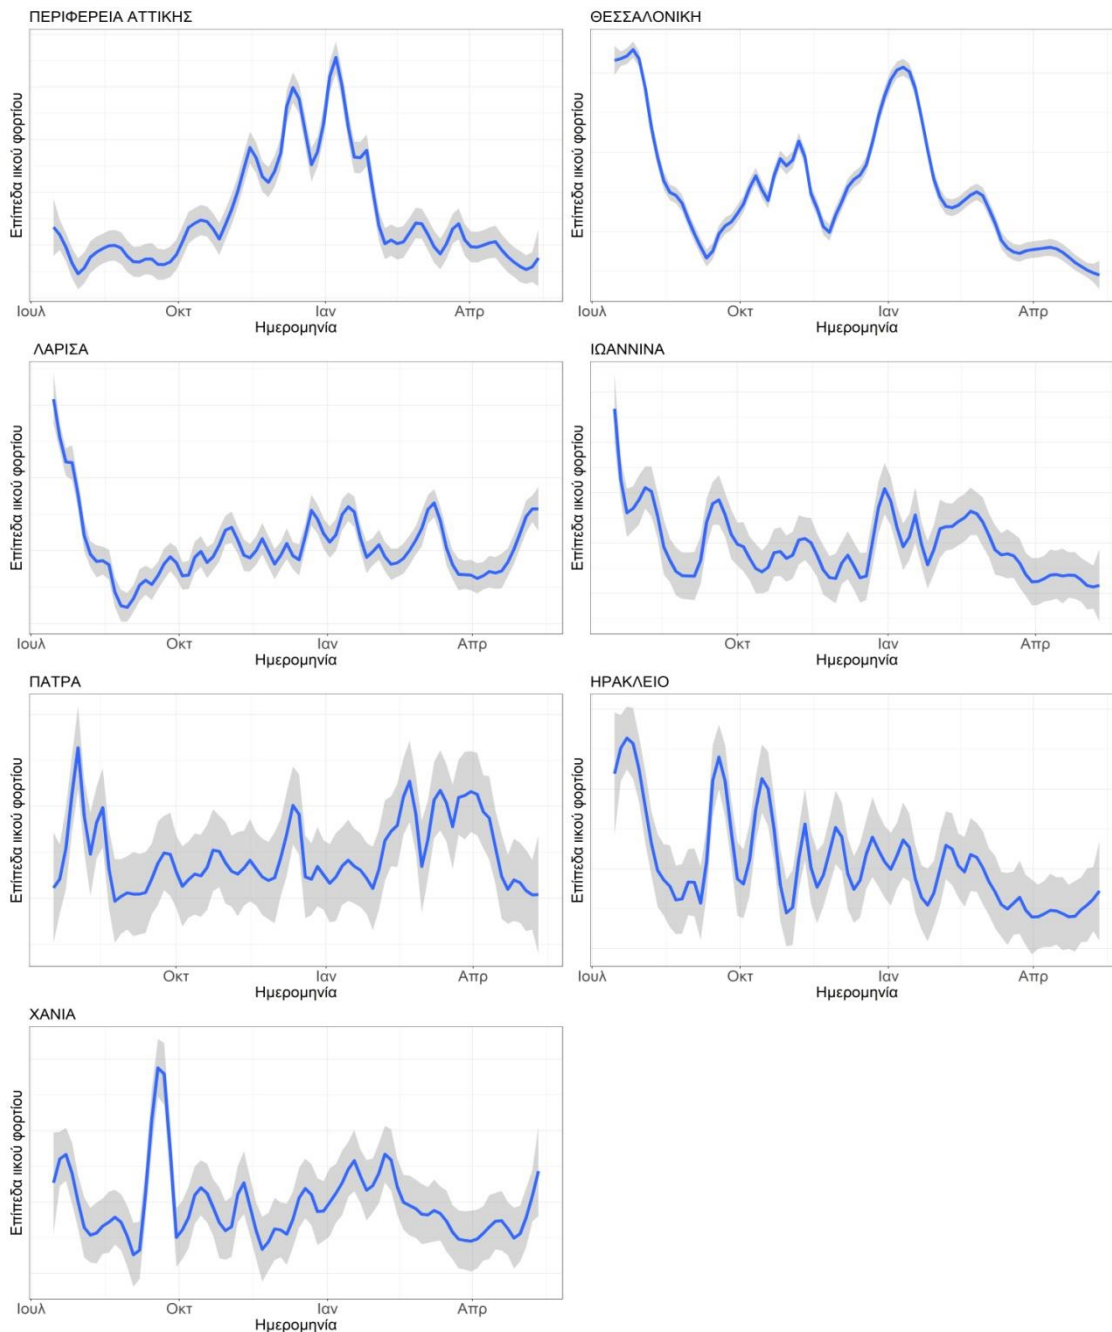 ΠΕΡΙΦΕΡΕΙΑ ΑΤΤΙΚΗΣ
Επίπεδα ιικού φορτίου
Ιουλ Οκτ Ιαν Απρ
Ημερομηνία
ΘΕΣΣΑΛΟΝΙΚΗ
Επίπεδα ιικού φορτίου
Ιουλ Οκτ Ιαν Απρ
Ημερομηνία
ΛΑΡΙΣΑ
Επίπεδα ιικού φορτίου
Ιουλ Οκτ Ιαν Απρ
Ημερομηνία
ΙΩΑΝΝΙΝΑ
Επίπεδα ιικού φορτίου
Οκτ Ιαν Απρ
Ημερομηνία
ΠΑΤΡΑ
Επίπεδα ιικού φορτίου
Οκτ Ιαν Απρ
Ημερομηνία
ΗΡΑΚΛΕΙΟ
Επίπεδα ιικού φορτίου
Ιουλ Οκτ Ιαν Απρ
Ημερομηνία
ΧΑΝΙΑ
Επίπεδα ιικού φορτίου
Ιουλ Οκτ Ιαν Απρ
Ημερομηνία